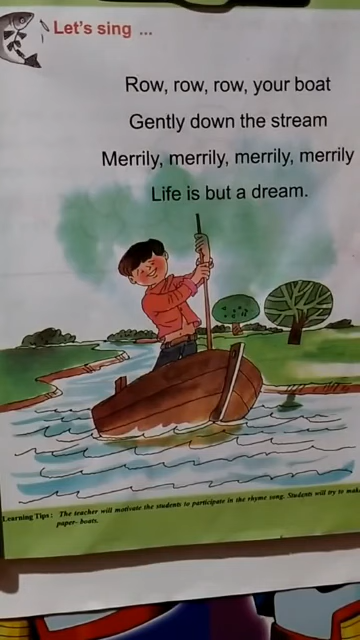 Let's sing ...
Row, row, row, your boat
Gently down the stream
Merrily, merrily, merrily, merrily
Life is but a dream.
Learning Tips : The teacher will motivate the students to participate in the rhyme song. Students will try to make
paper- boats.